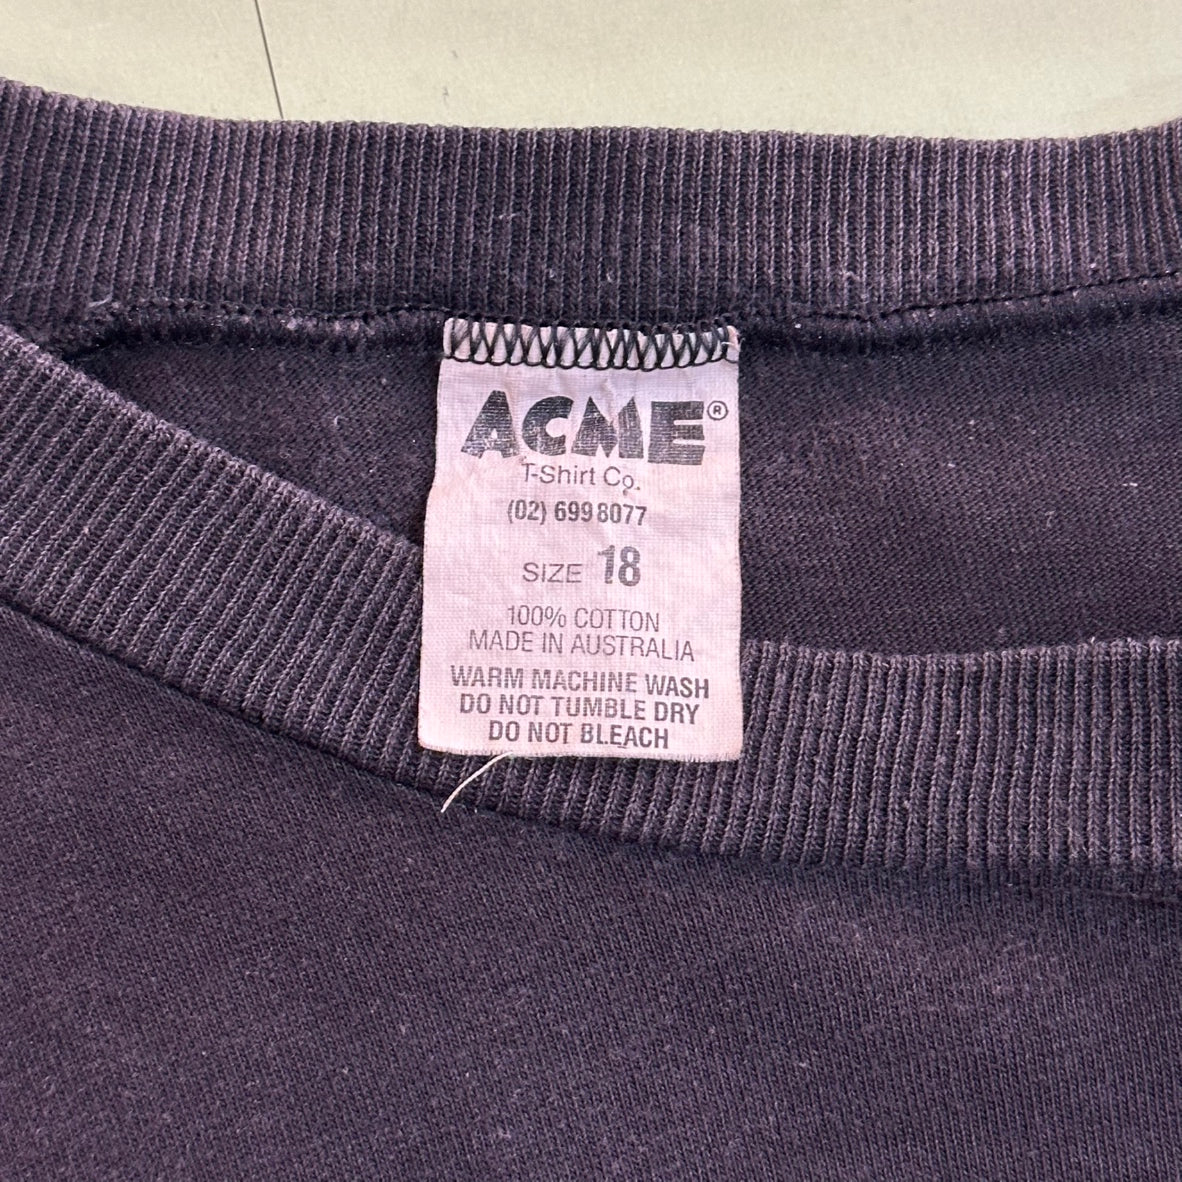 ACME®
T-Shirt Co.
(02) 699 8077
SIZE 18
100% COTTON
MADE IN AUSTRALIA
WARM MACHINE WASH
DO NOT TUMBLE DRY
DO NOT BLEACH